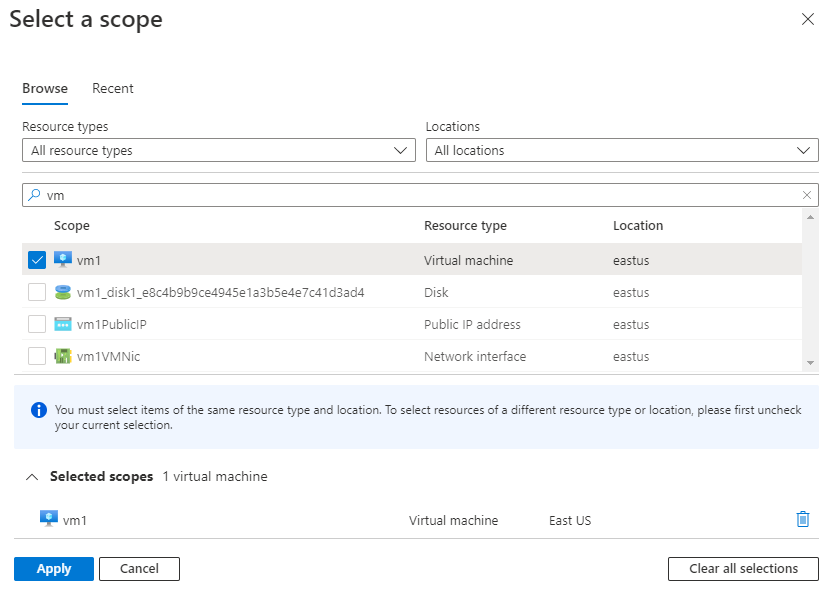 Select a scope
Browse Recent
Resource types Locations
All resource types All locations
vm
Scope Resource type Location
vm1 Virtual machine eastus
vm1_disk1_e8c4b9b9ce4945e1a3b5e4e7c41d3ad4 Disk eastus
vm1PublicIP Public IP address eastus
vm1VMNic Network interface eastus
You must select items of the same resource type and location. To select resources of a different resource type or location, please first uncheck
your current selection.
Selected scopes 1 virtual machine
vm1 Virtual machine East US
Apply Cancel Clear all selections